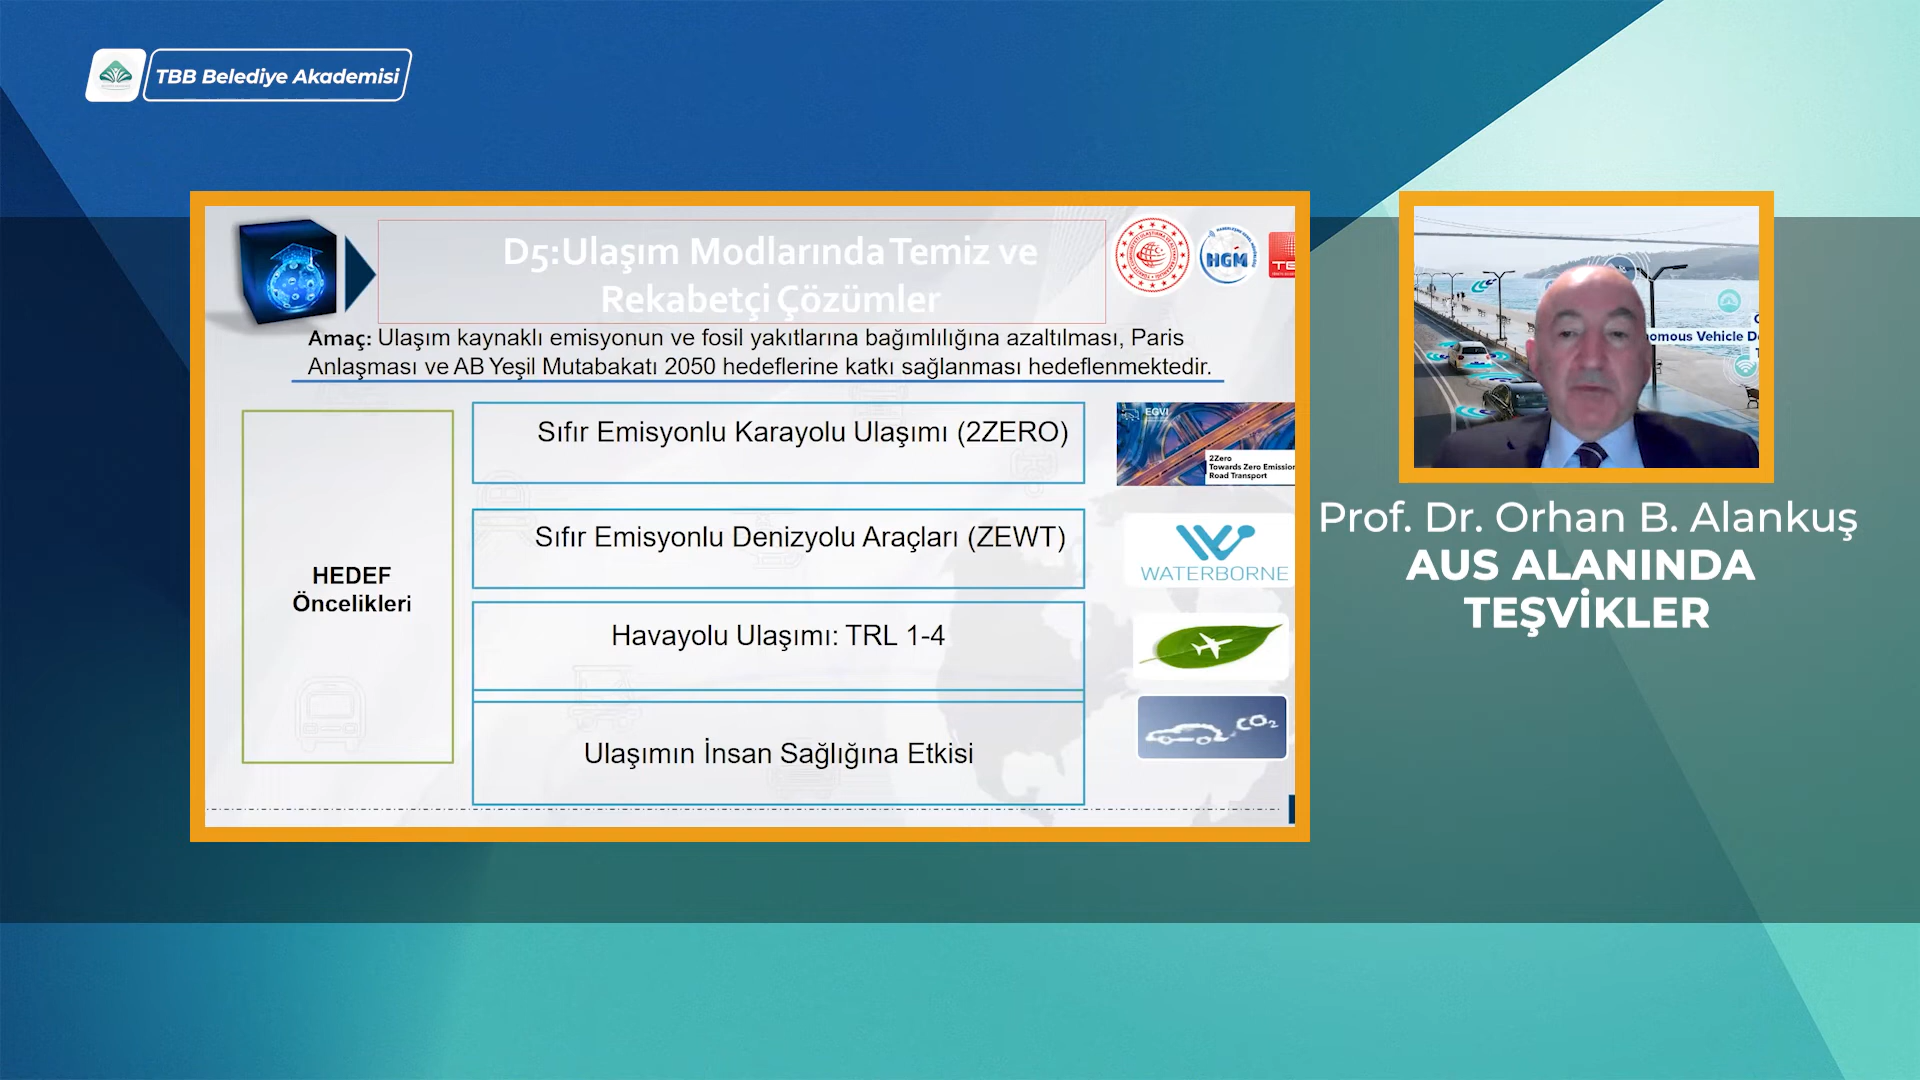 TBB Belediye Akademisi
D5:Ulaşım Modlarında Temiz ve
Rekabetçi Çözümler
HGM
Amaç: Ulaşım kaynaklı emisyonun ve fosil yakıtlarına bağımlılığına azaltılması, Paris
Anlaşması ve AB Yeşil Mutabakatı 2050 hedeflerine katkı sağlanması hedeflenmektedir.
HEDEF
Öncelikleri
Sıfır Emisyonlu Karayolu Ulaşımı (2ZERO)
EGVI
2Zero
Towards Zero Emission
Road Transport
Sıfır Emisyonlu Denizyolu Araçları (ZEWT)
WATERBORNE
Havayolu Ulaşımı: TRL 1-4
Ulaşımın İnsan Sağlığına Etkisi
CO2
Prof. Dr. Orhan B. Alankuş
AUS ALANINDA
TEŞVİKLER